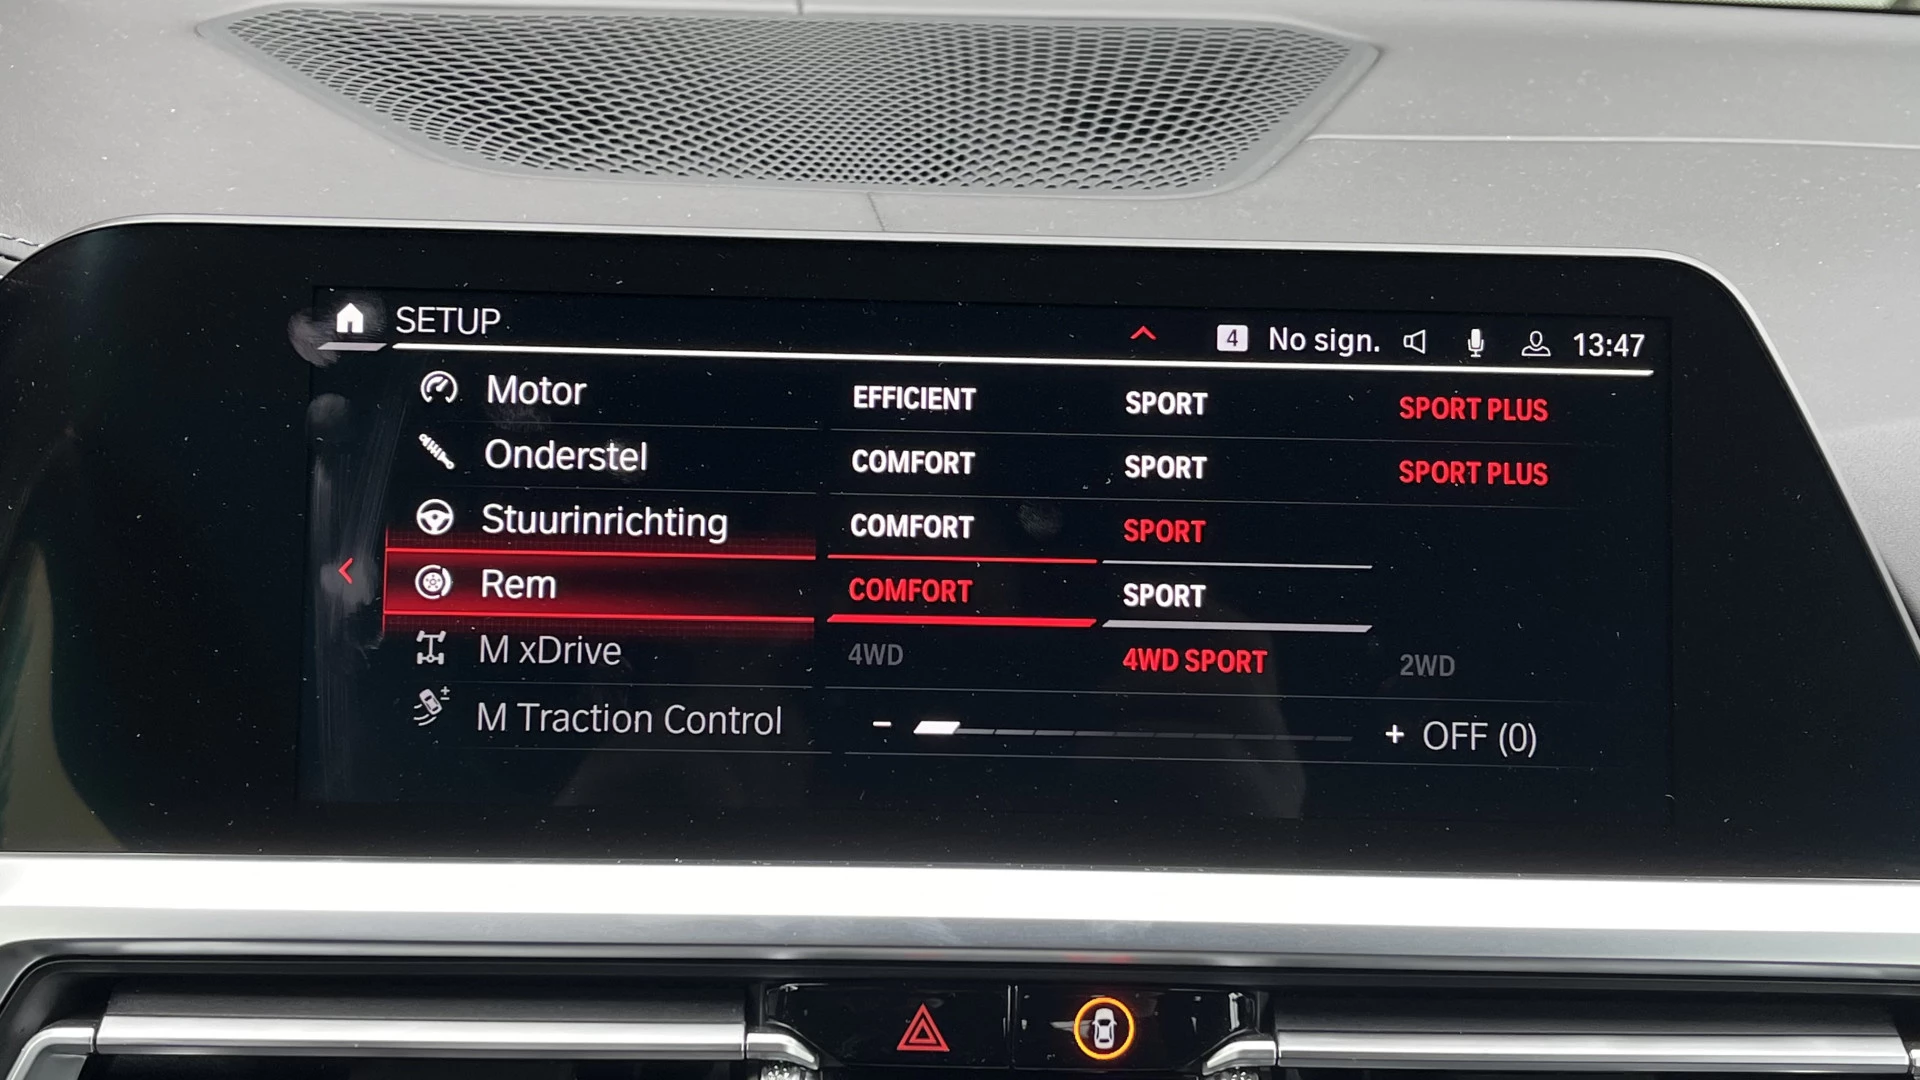 SETUP
4 No sign. 13:47
Motor EFFICIENT SPORT SPORT PLUS
Onderstel COMFORT SPORT SPORT PLUS
Stuurinrichting COMFORT SPORT
Rem COMFORT SPORT
M xDrive 4WD 4WD SPORT 2WD
M Traction Control - + OFF (0)